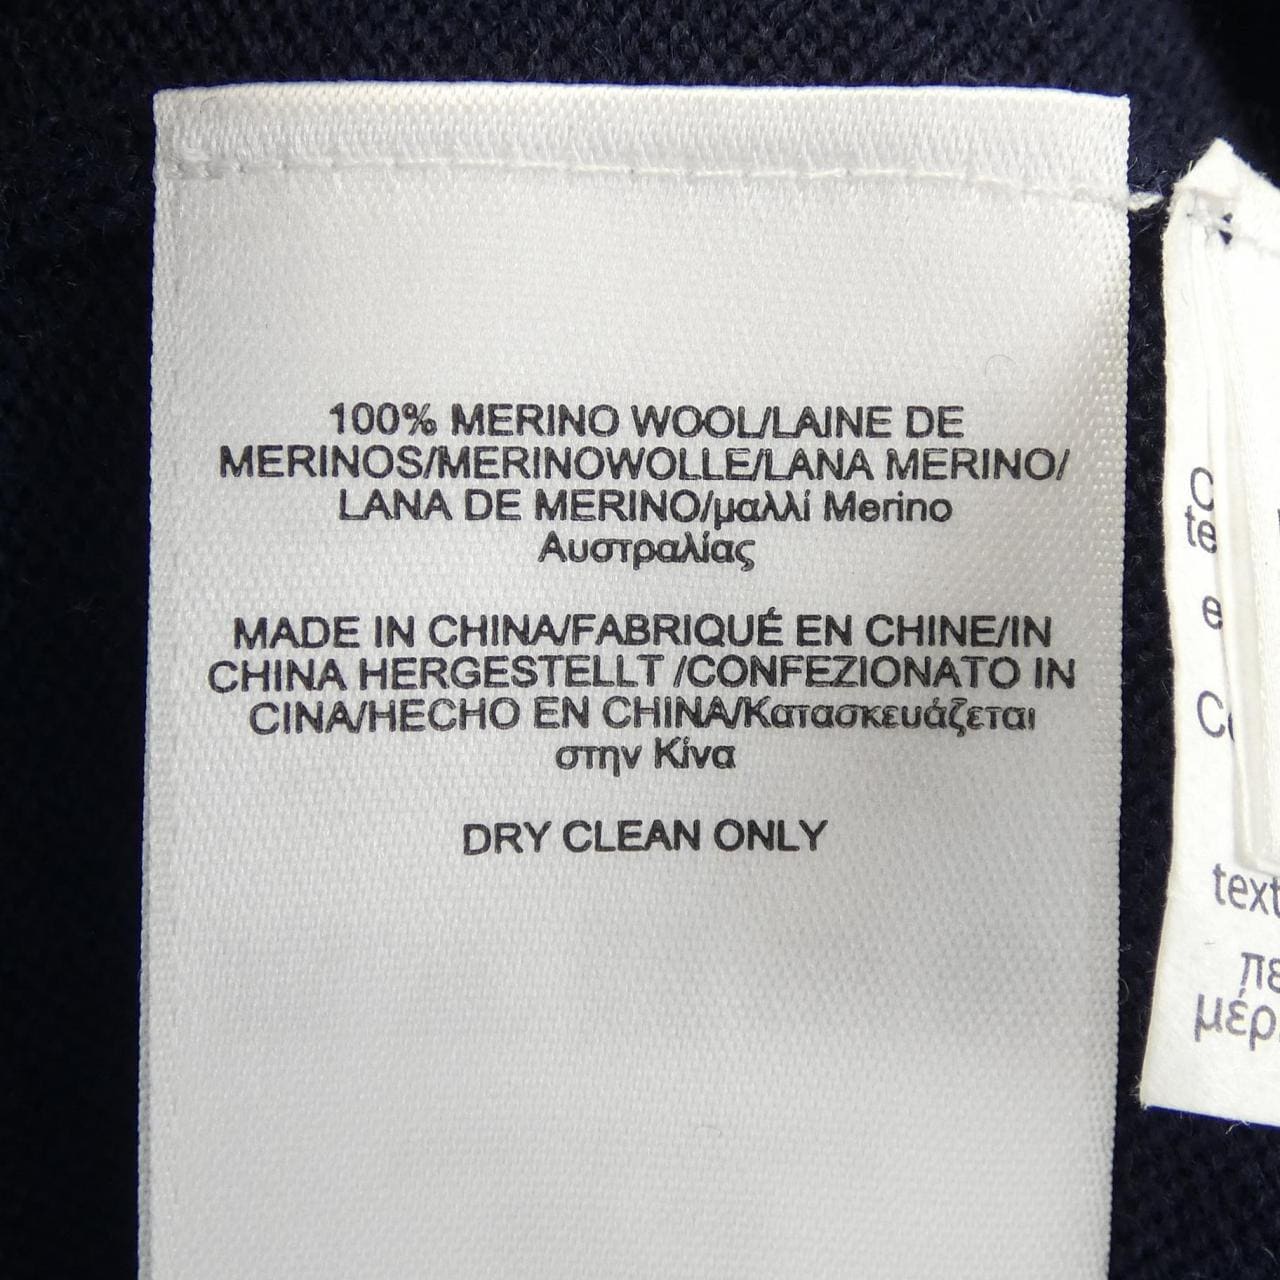 100% MERINO WOOL/LAINE DE
MERINOS/MERINOWOLLE/LANA MERINO/
LANA DE MERINO/μαλλί Merino
Αυστραλίας
MADE IN CHINA/FABRIQUÉ EN CHINE/IN
CHINA HERGESTELLT /CONFEZIONATO IN
CINA/HECHO EN CHINA/Κατασκευάζεται
στην Κίνα
DRY CLEAN ONLY